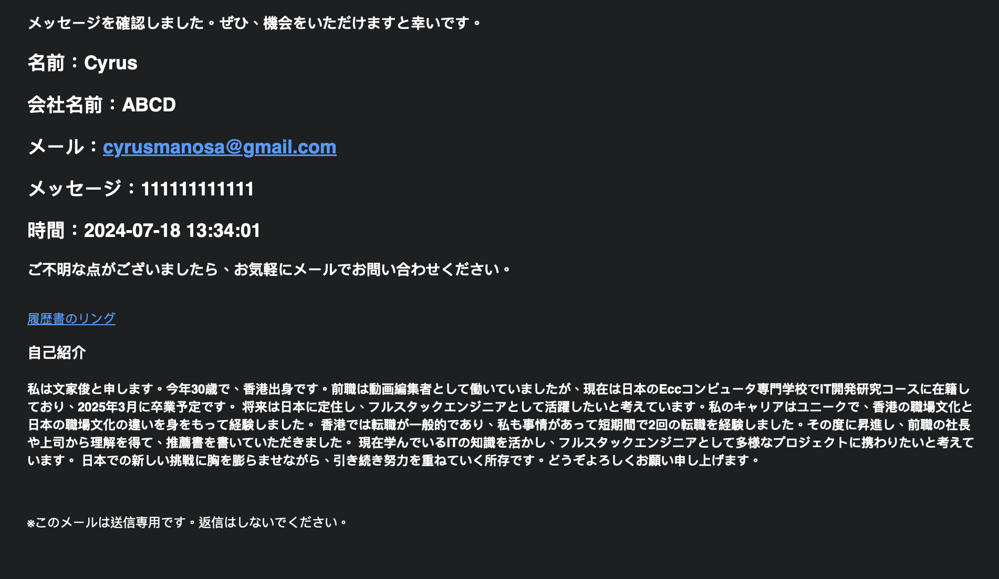 メッセージを確認しました。ぜひ、機会をいただけますと幸いです。
名前：Cyrus
会社名前：ABCD
メール：cyrusmanosa@gmail.com
メッセージ：111111111111
時間：2024-07-18 13:34:01
ご不明な点がございましたら、お気軽にメールでお問い合わせください。
履歴書のリング
自己紹介
私は文家俊と申します。今年30歳で、香港出身です。前職は動画編集者として働いていましたが、現在は日本のEccコンピュータ専門学校でIT開発研究コースに在籍し
ており、2025年3月に卒業予定です。 将来は日本に定住し、フルスタックエンジニアとして活躍したいと考えています。私のキャリアはユニークで、香港の職場文化と
日本の職場文化の違いを身をもって経験しました。 香港では転職が一般的であり、私も事情があって短期間で2回の転職を経験しました。その度に昇進し、前職の社長
や上司から理解を得て、推薦書を書いていただきました。 現在学んでいるITの知識を活かし、フルスタックエンジニアとして多様なプロジェクトに携わりたいと考えて
います。 日本での新しい挑戦に胸を膨らませながら、引き続き努力を重ねていく所存です。どうぞよろしくお願い申し上げます。
※このメールは送信専用です。返信はしないでください。